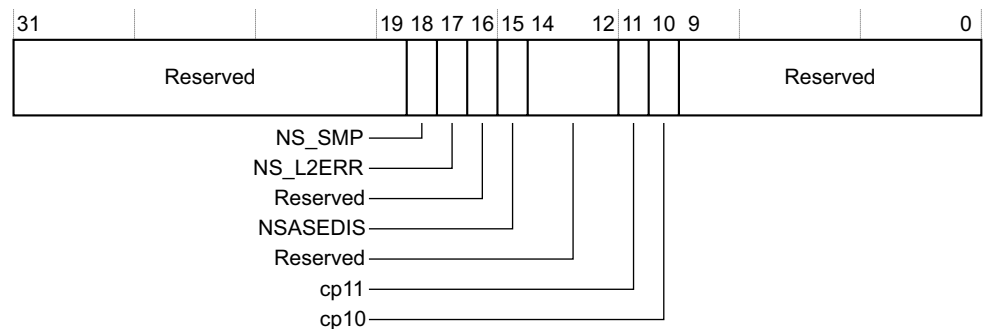 31 19 18 17 16 15 14 12 11 10 9 0
Reserved Reserved
NS_SMP
NS_L2ERR
Reserved
NSASEDIS
Reserved
cp11
cp10